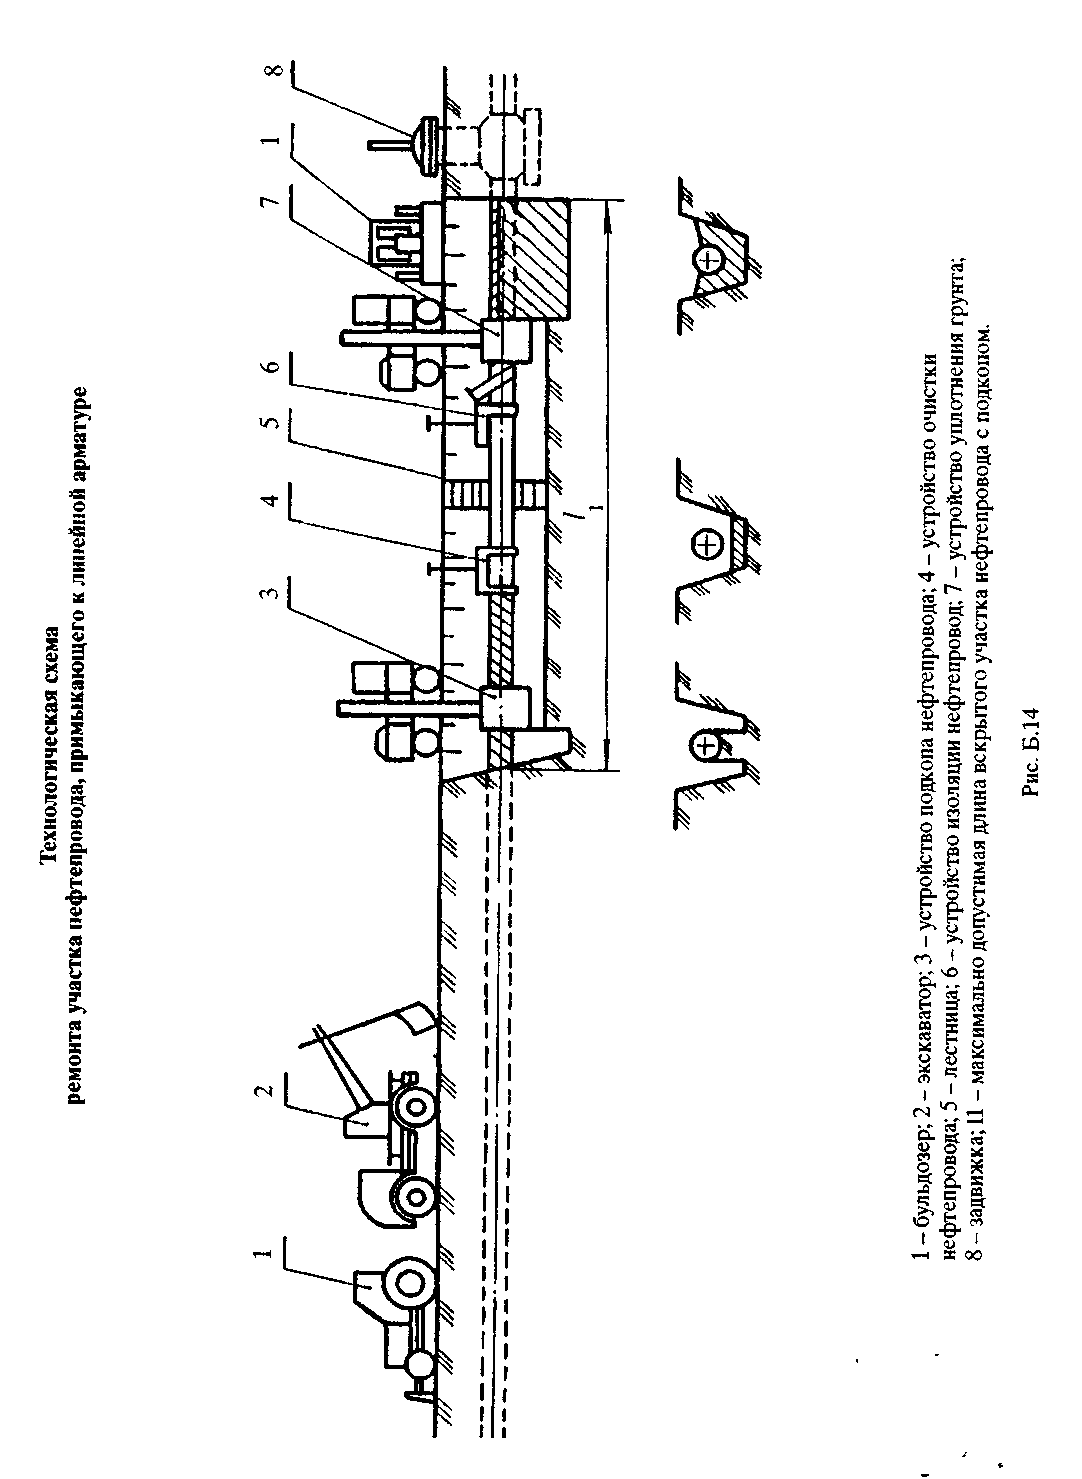 Технологическая схема
ремонта участка нефтепровода, примыкающего к линейной арматуре
1
2
3
4
5
6
7
1
8
l
1
1 – бульдозер; 2 – экскаватор; 3 – устройство подкопа нефтепровода; 4 – устройство очистки
нефтепровода; 5 – лестница; 6 – устройство изоляции нефтепровод; 7 – устройство уплотнения грунта;
8 – задвижка; l1 – максимально допустимая длина вскрытого участка нефтепровода с подкопом.
Рис. Б.14